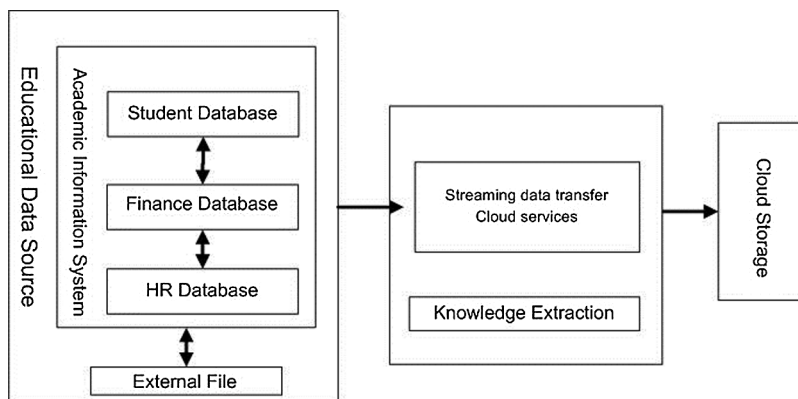 Educational Data Source
Academic Information System
Student Database
Finance Database
HR Database
External File
Streaming data transfer
Cloud services
Knowledge Extraction
Cloud Storage